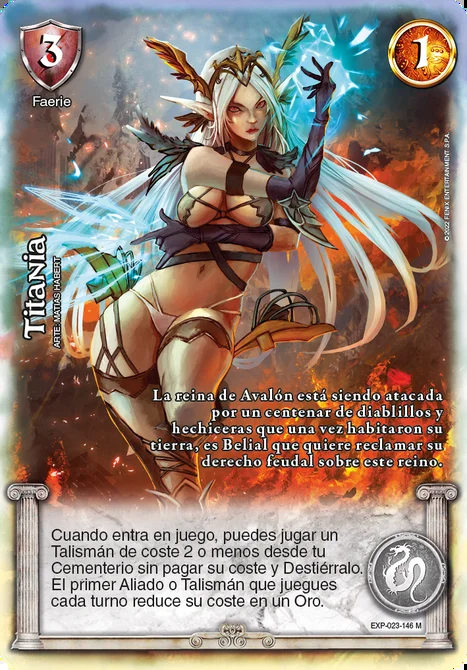 3
1
Faerie
Titania
ARTE: MATIAS HABERT
© 2022 FENIX ENTERTAINMENT S.P.A.
La reina de Avalón está siendo atacada
por un centenar de diablillos y
hechiceras que una vez habitaron su
tierra, es Belial que quiere reclamar su
derecho feudal sobre este reino.
Cuando entra en juego, puedes jugar un
Talismán de coste 2 o menos desde tu
Cementerio sin pagar su coste y Destiérralo.
El primer Aliado o Talismán que juegues
cada turno reduce su coste en un Oro.
EXP-023-146 M